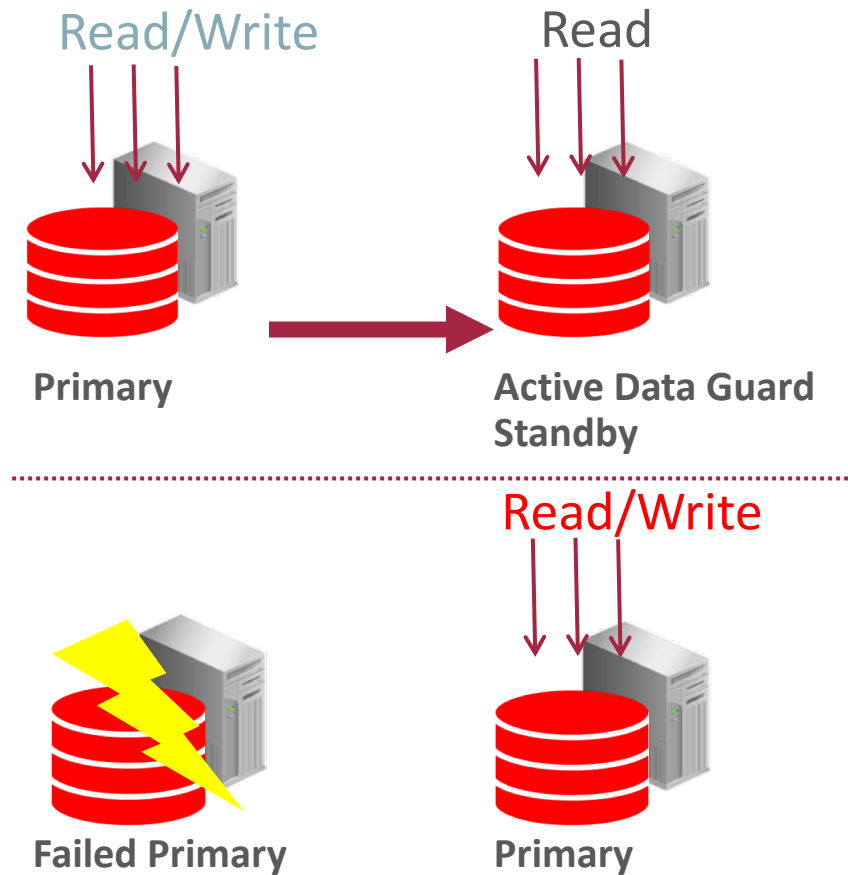 Read/Write
Read
Primary
Active Data Guard
Standby
Read/Write
Failed Primary
Primary